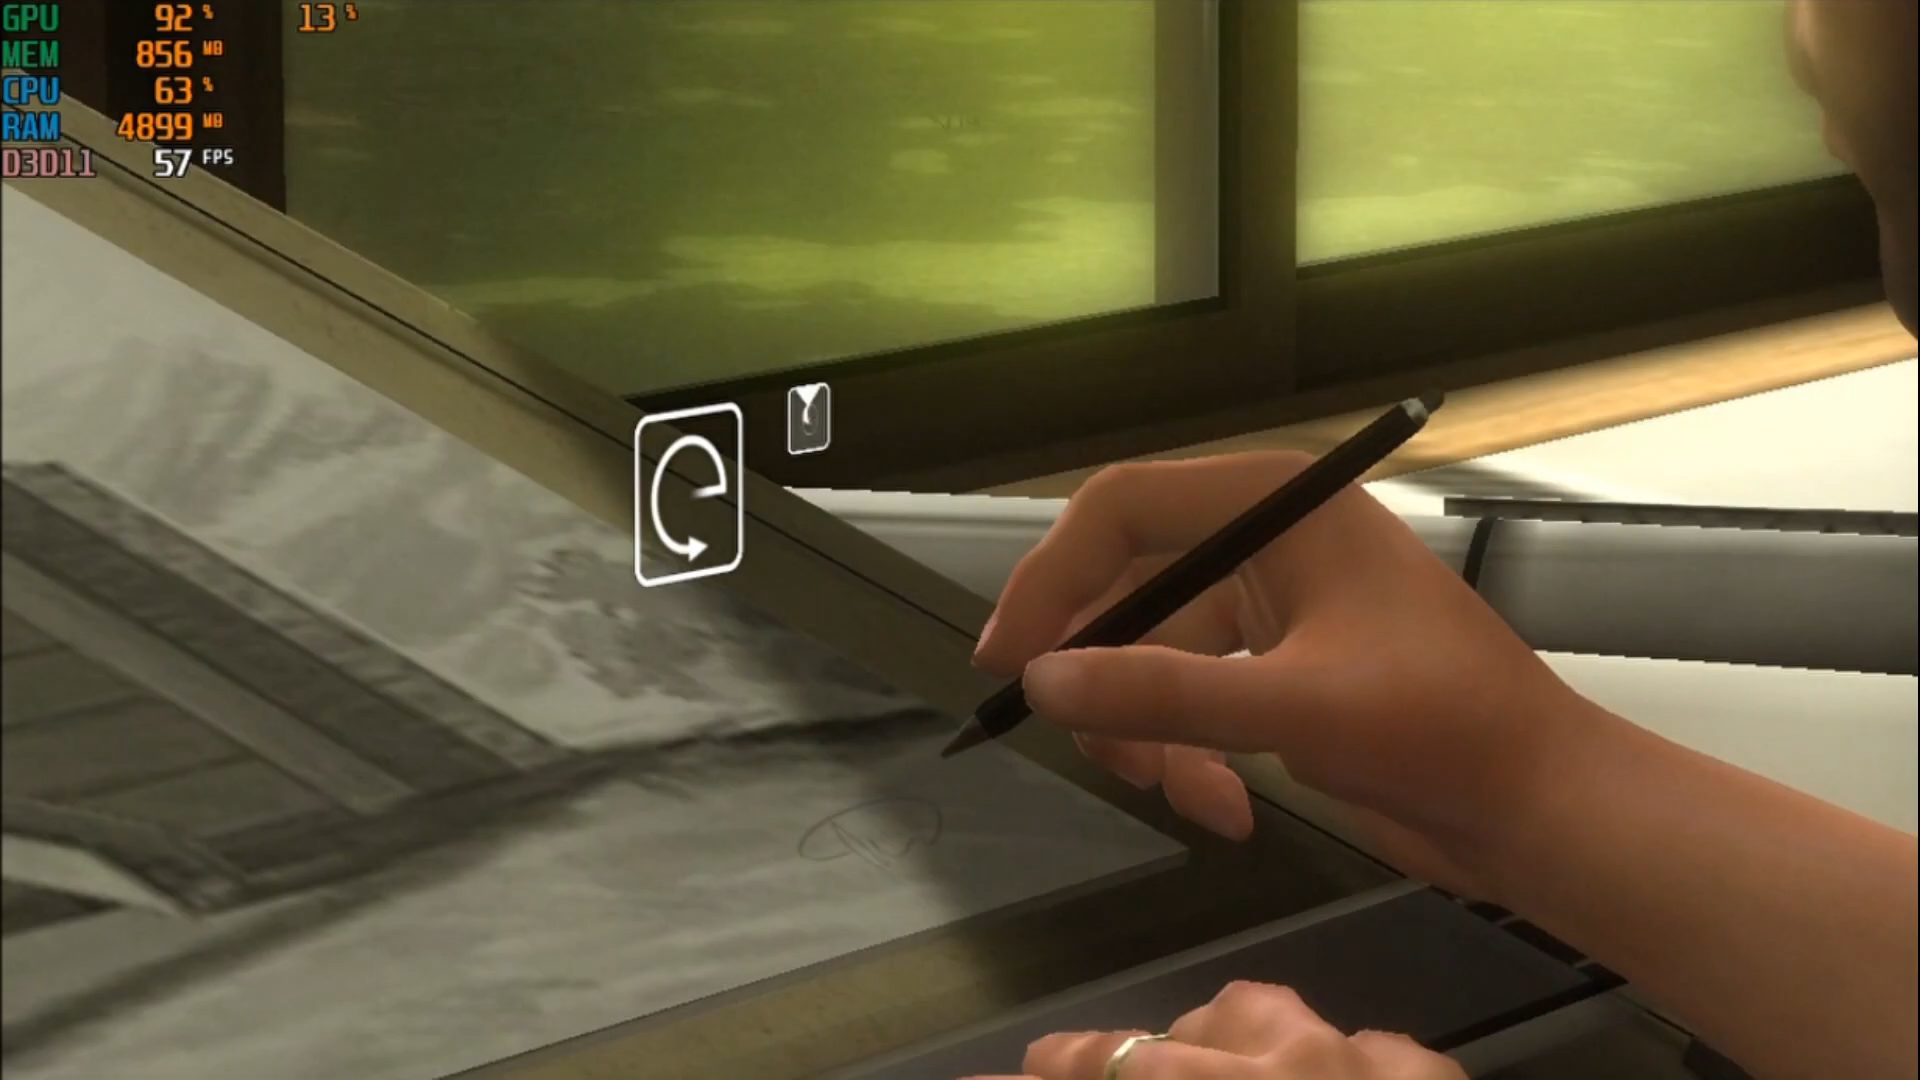 GPU 92 % 13 %
MEM 856 MB
CPU 63 %
RAM 4899 MB
D3D11 57 FPS